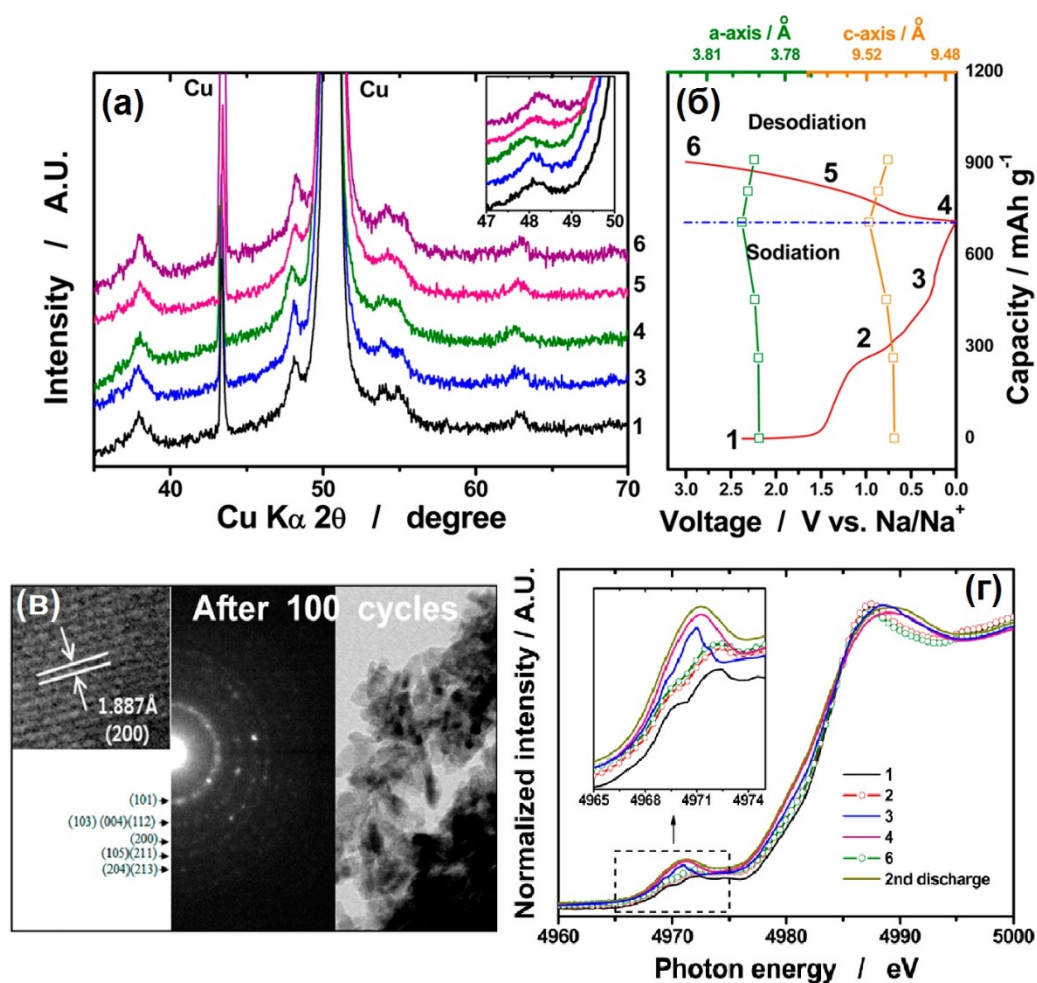 (а)
Cu
Cu
47 48 49 50
6
5
4
3
1
40 50 60 70
Cu Kα 2θ / degree
Intensity / A.U.
(б)
a-axis / Å
c-axis / Å
3.81 3.78
9.52 9.48
1200
900
600
300
0
Capacity / mAh g⁻¹
Desodiation
Sodiation
6
5
4
3
2
1
3.0 2.5 2.0 1.5 1.0 0.5 0.0
Voltage / V vs. Na/Na⁺
(в)
After 100 cycles
1.887Å
(200)
(101)
(103) (004)(112)
(200)
(105)(211)
(204)(213)
(г)
Normalized intensity / A.U.
4965 4968 4971 4974
1
2
3
4
6
2nd discharge
4960 4970 4980 4990 5000
Photon energy / eV